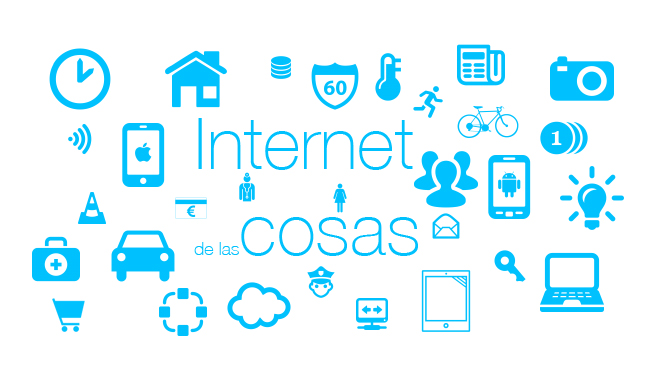 60
Internet
1
€
de las cosas